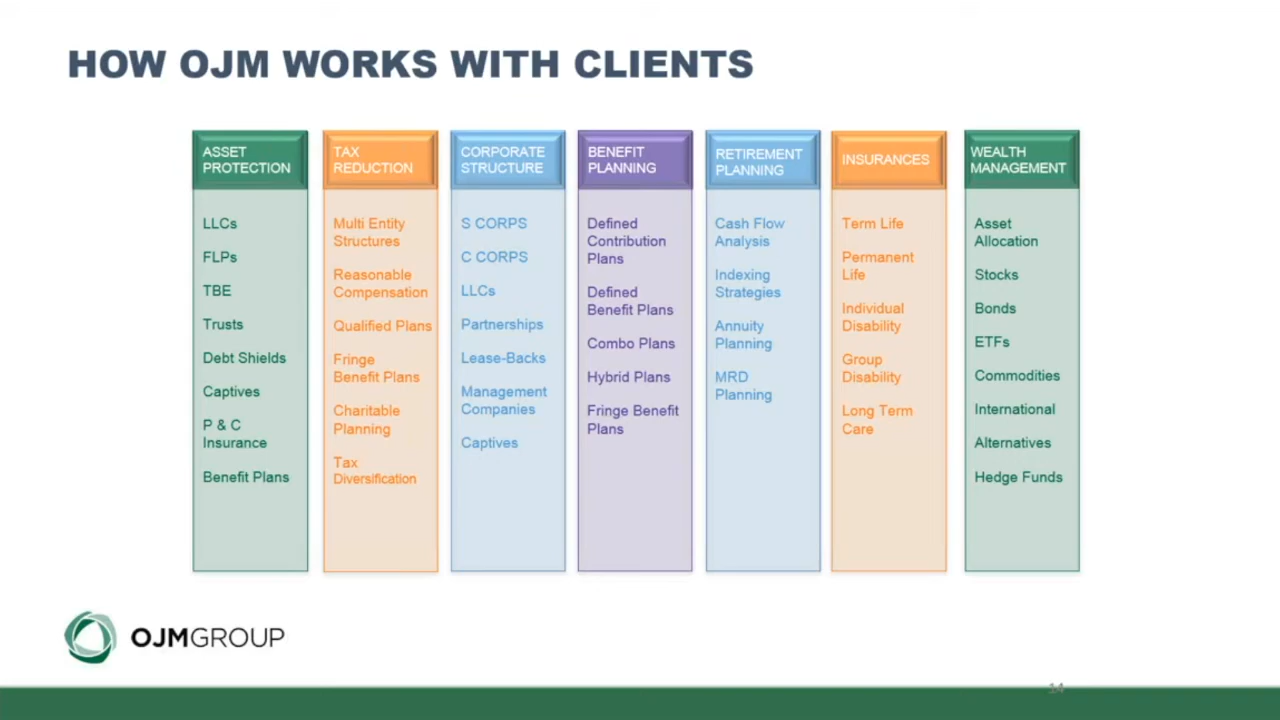 HOW OJM WORKS WITH CLIENTS
ASSET
PROTECTION
LLCs
FLPs
TBE
Trusts
Debt Shields
Captives
P & C
Insurance
Benefit Plans
TAX
REDUCTION
Multi Entity
Structures
Reasonable
Compensation
Qualified Plans
Fringe
Benefit Plans
Charitable
Planning
Tax
Diversification
CORPORATE
STRUCTURE
S CORPS
C CORPS
LLCs
Partnerships
Lease-Backs
Management
Companies
Captives
BENEFIT
PLANNING
Defined
Contribution
Plans
Defined
Benefit Plans
Combo Plans
Hybrid Plans
Fringe Benefit
Plans
RETIREMENT
PLANNING
Cash Flow
Analysis
Indexing
Strategies
Annuity
Planning
MRD
Planning
INSURANCES
Term Life
Permanent
Life
Individual
Disability
Group
Disability
Long Term
Care
WEALTH
MANAGEMENT
Asset
Allocation
Stocks
Bonds
ETFs
Commodities
International
Alternatives
Hedge Funds
OJMGROUP
14